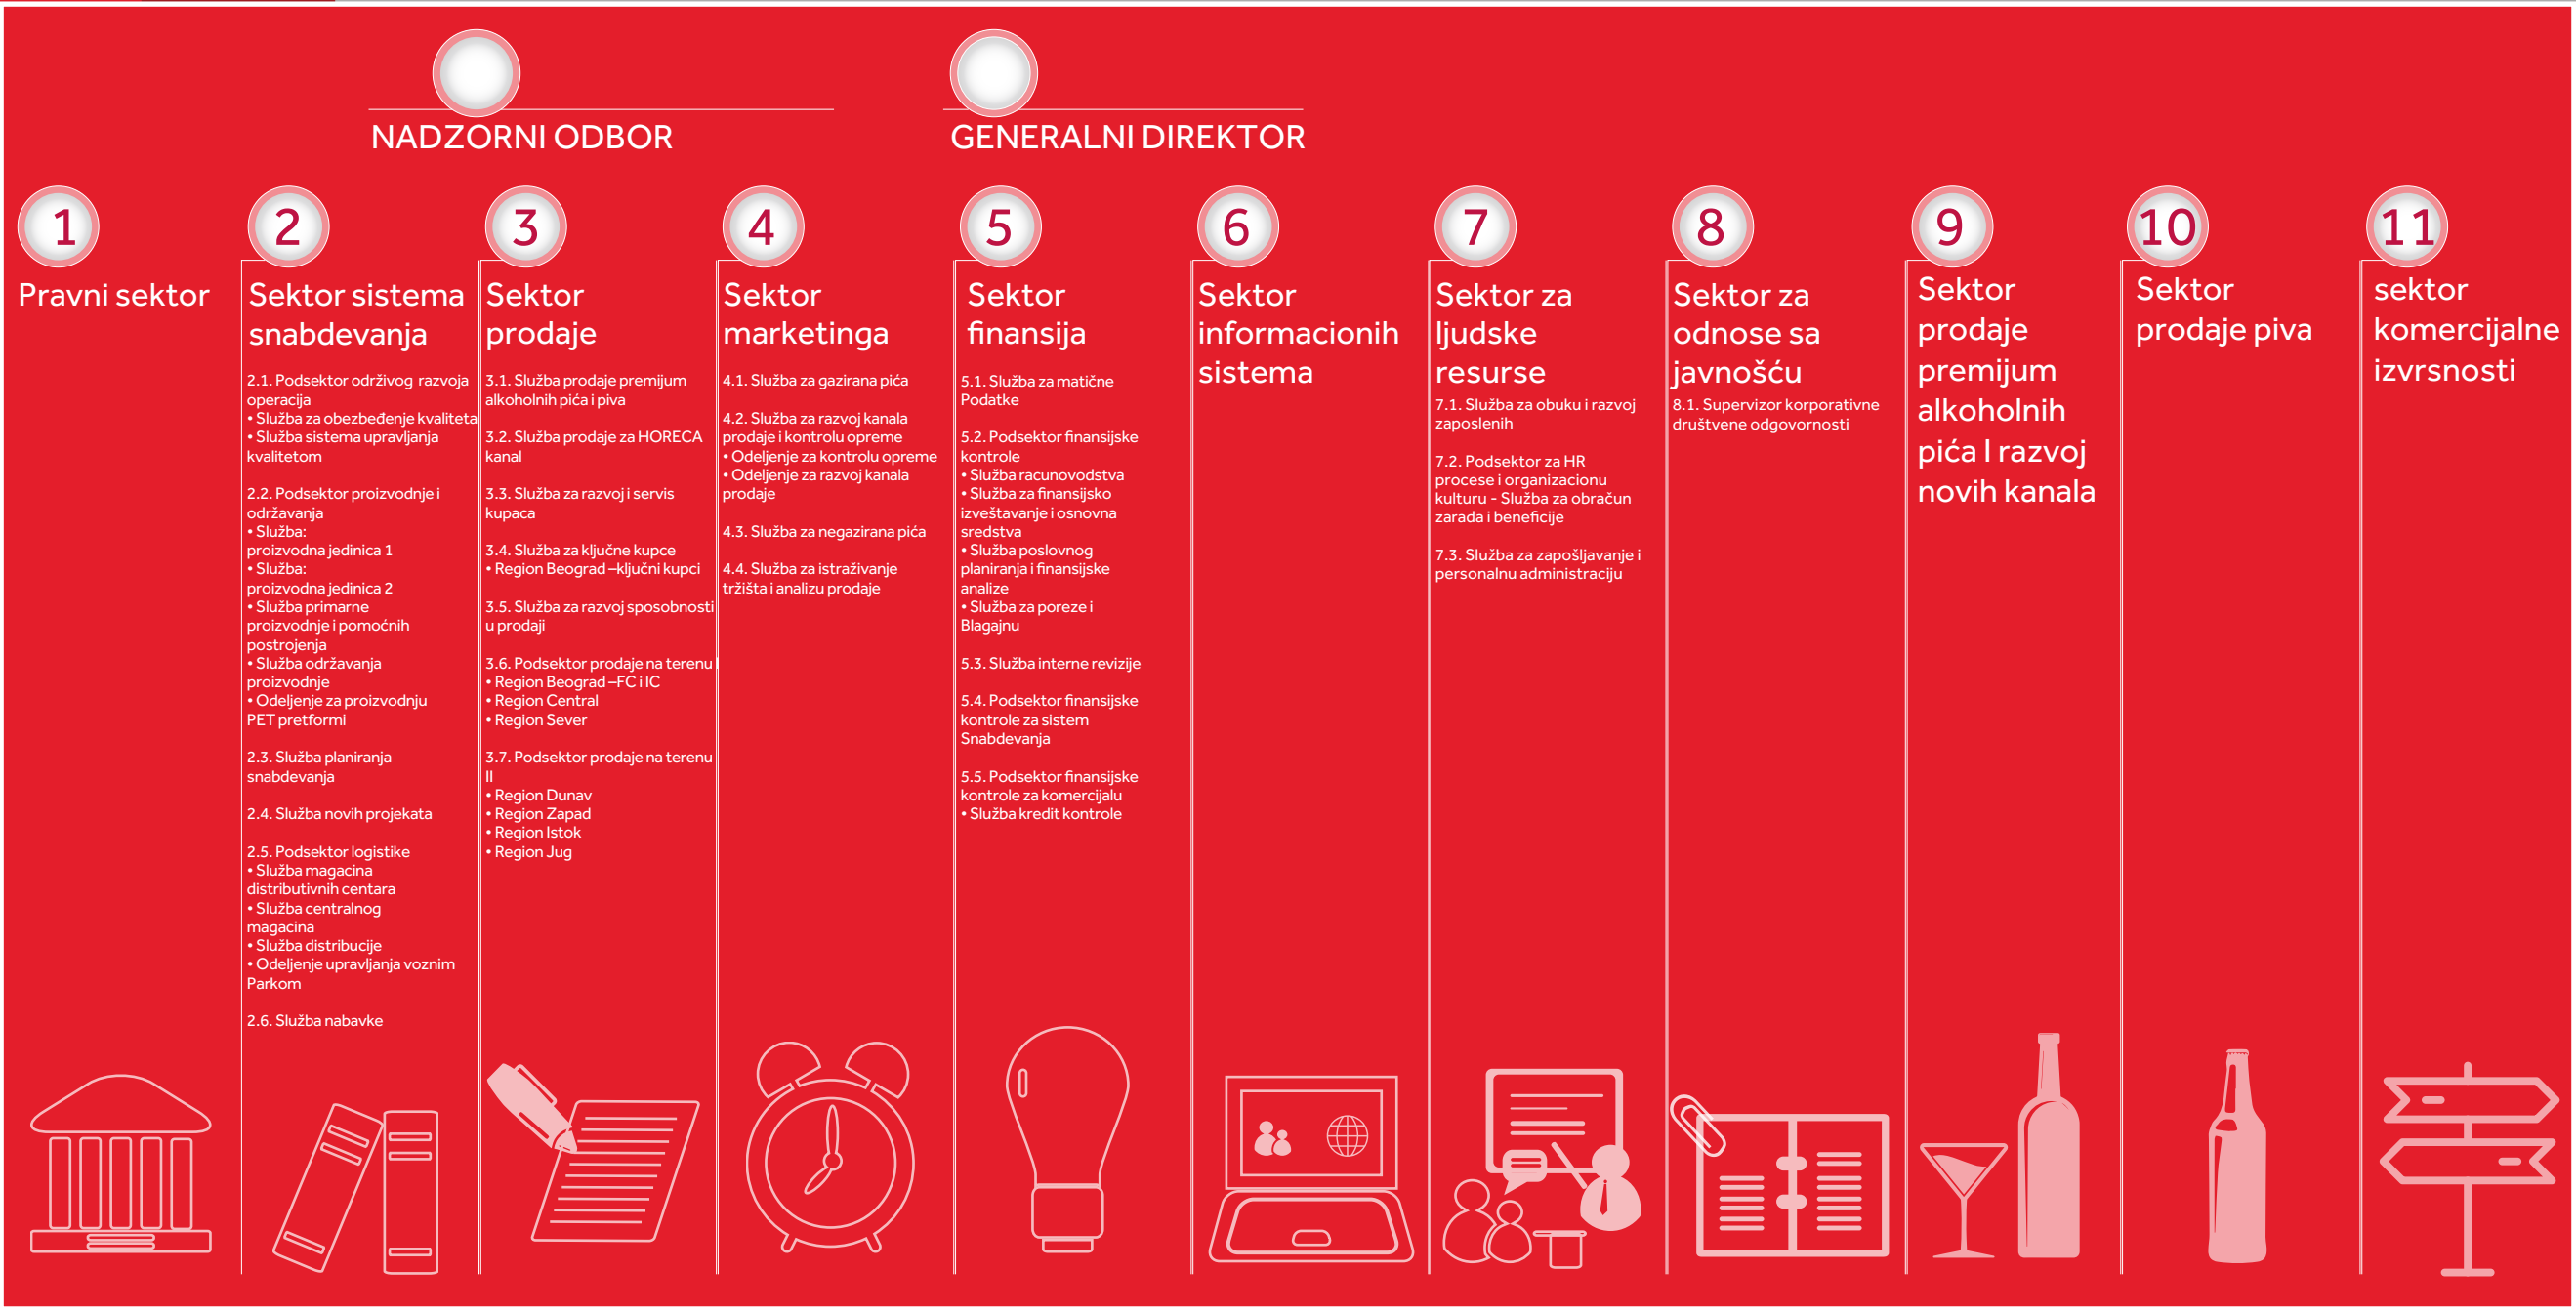 NADZORNI ODBOR
GENERALNI DIREKTOR
1
Pravni sektor
2
Sektor sistema
snabdevanja
2.1. Podsektor održivog razvoja
operacija
• Služba za obezbeđenje kvaliteta
• Služba sistema upravljanja
kvalitetom
2.2. Podsektor proizvodnje i
održavanja
• Služba:
proizvodna jedinica 1
• Služba:
proizvodna jedinica 2
• Služba primarne
proizvodnje i pomoćnih
postrojenja
• Služba održavanja
proizvodnje
• Odeljenje za proizvodnju
PET pretformi
2.3. Služba planiranja
snabdevanja
2.4. Služba novih projekata
2.5. Podsektor logistike
• Služba magacina
distributivnih centara
• Služba centralnog
magacina
• Služba distribucije
• Odeljenje upravljanja voznim
Parkom
2.6. Služba nabavke
3
Sektor
prodaje
3.1. Služba prodaje premijum
alkoholnih pića i piva
3.2. Služba prodaje za HORECA
kanal
3.3. Služba za razvoj i servis
kupaca
3.4. Služba za ključne kupce
• Region Beograd –ključni kupci
3.5. Služba za razvoj sposobnosti
u prodaji
3.6. Podsektor prodaje na terenu I
• Region Beograd –FC i IC
• Region Central
• Region Sever
3.7. Podsektor prodaje na terenu
II
• Region Dunav
• Region Zapad
• Region Istok
• Region Jug
4
Sektor
marketinga
4.1. Služba za gazirana pića
4.2. Služba za razvoj kanala
prodaje i kontrolu opreme
• Odeljenje za kontrolu opreme
• Odeljenje za razvoj kanala
prodaje
4.3. Služba za negazirana pića
4.4. Služba za istraživanje
tržišta i analizu prodaje
5
Sektor
finansija
5.1. Služba za matične
Podatke
5.2. Podsektor finansijske
kontrole
• Služba racunovodstva
• Služba za finansijsko
izveštavanje i osnovna
sredstva
• Služba poslovnog
planiranja i finansijske
analize
• Služba za poreze i
Blagajnu
5.3. Služba interne revizije
5.4. Podsektor finansijske
kontrole za sistem
Snabdevanja
5.5. Podsektor finansijske
kontrole za komercijalu
• Služba kredit kontrole
6
Sektor
informacionih
sistema
7
Sektor za
ljudske
resurse
7.1. Služba za obuku i razvoj
zaposlenih
7.2. Podsektor za HR
procese i organizacionu
kulturu - Služba za obračun
zarada i beneficije
7.3. Služba za zapošljavanje i
personalnu administraciju
8
Sektor za
odnose sa
javnošću
8.1. Supervizor korporativne
društvene odgovornosti
9
Sektor
prodaje
premijum
alkoholnih
pića I razvoj
novih kanala
10
Sektor
prodaje piva
11
sektor
komercijalne
izvrsnosti